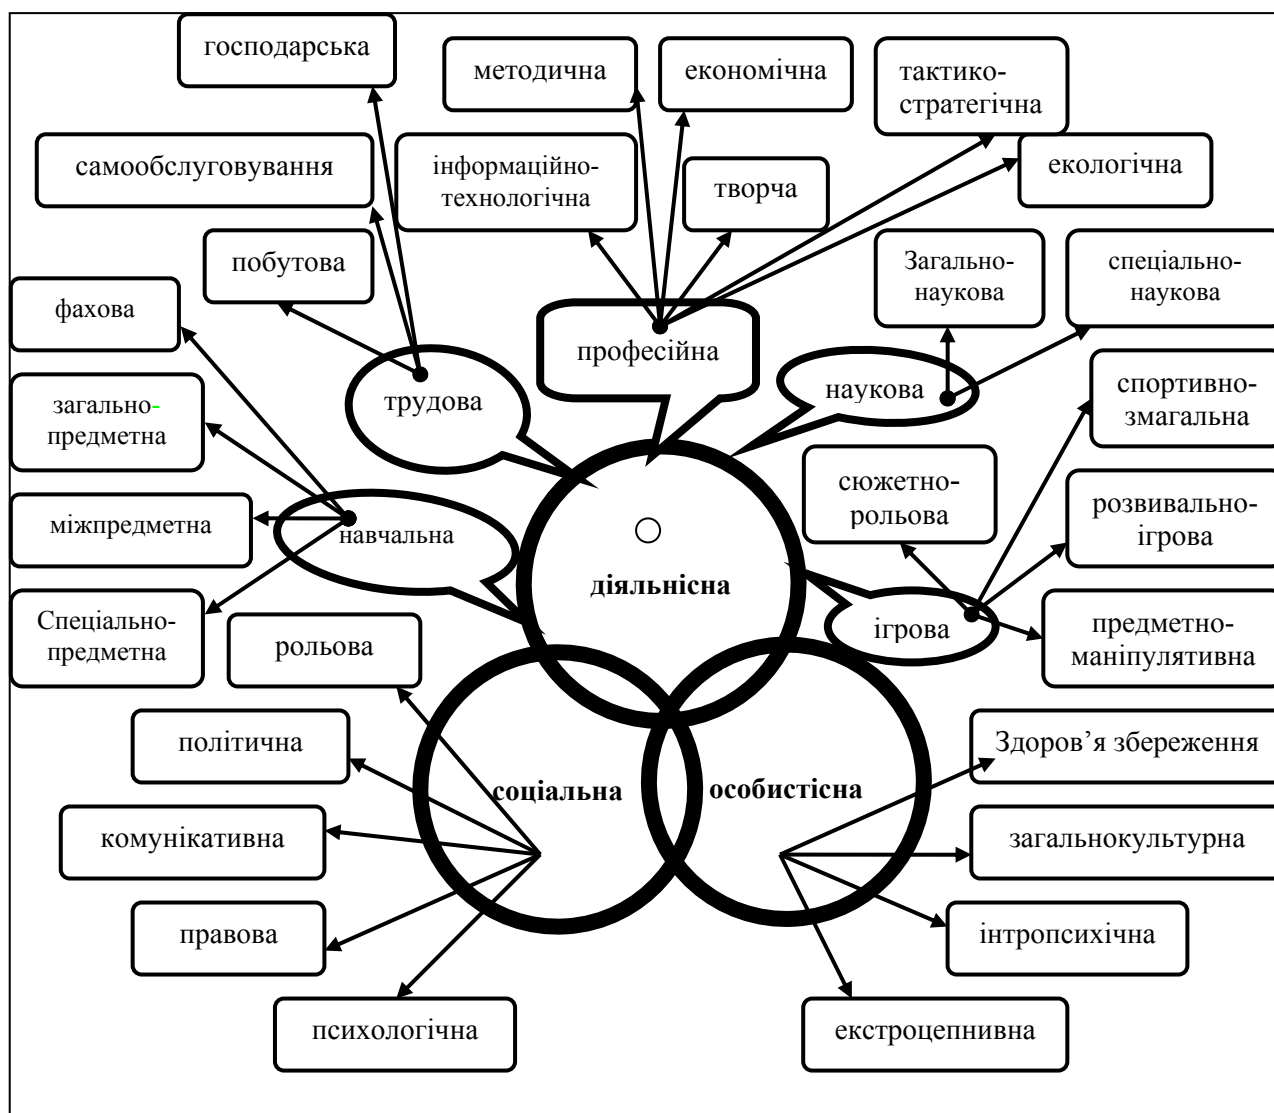 господарська
методична
економічна
тактико-
стратегічна
самообслуговування
інформаційно-
технологічна
творча
екологічна
побутова
фахова
Загально-
наукова
спеціально-
наукова
професійна
трудова
наукова
спортивно-
змагальна
загально-
предметна
сюжетно-
рольова
розвивально-
ігрова
міжпредметна
навчальна
діяльнісна
ігрова
Спеціально-
предметна
рольова
предметно-
маніпулятивна
політична
Здоров’я збереження
соціальна
особистісна
комунікативна
загальнокультурна
правова
інтропсихічна
психологічна
екстроцепнивна